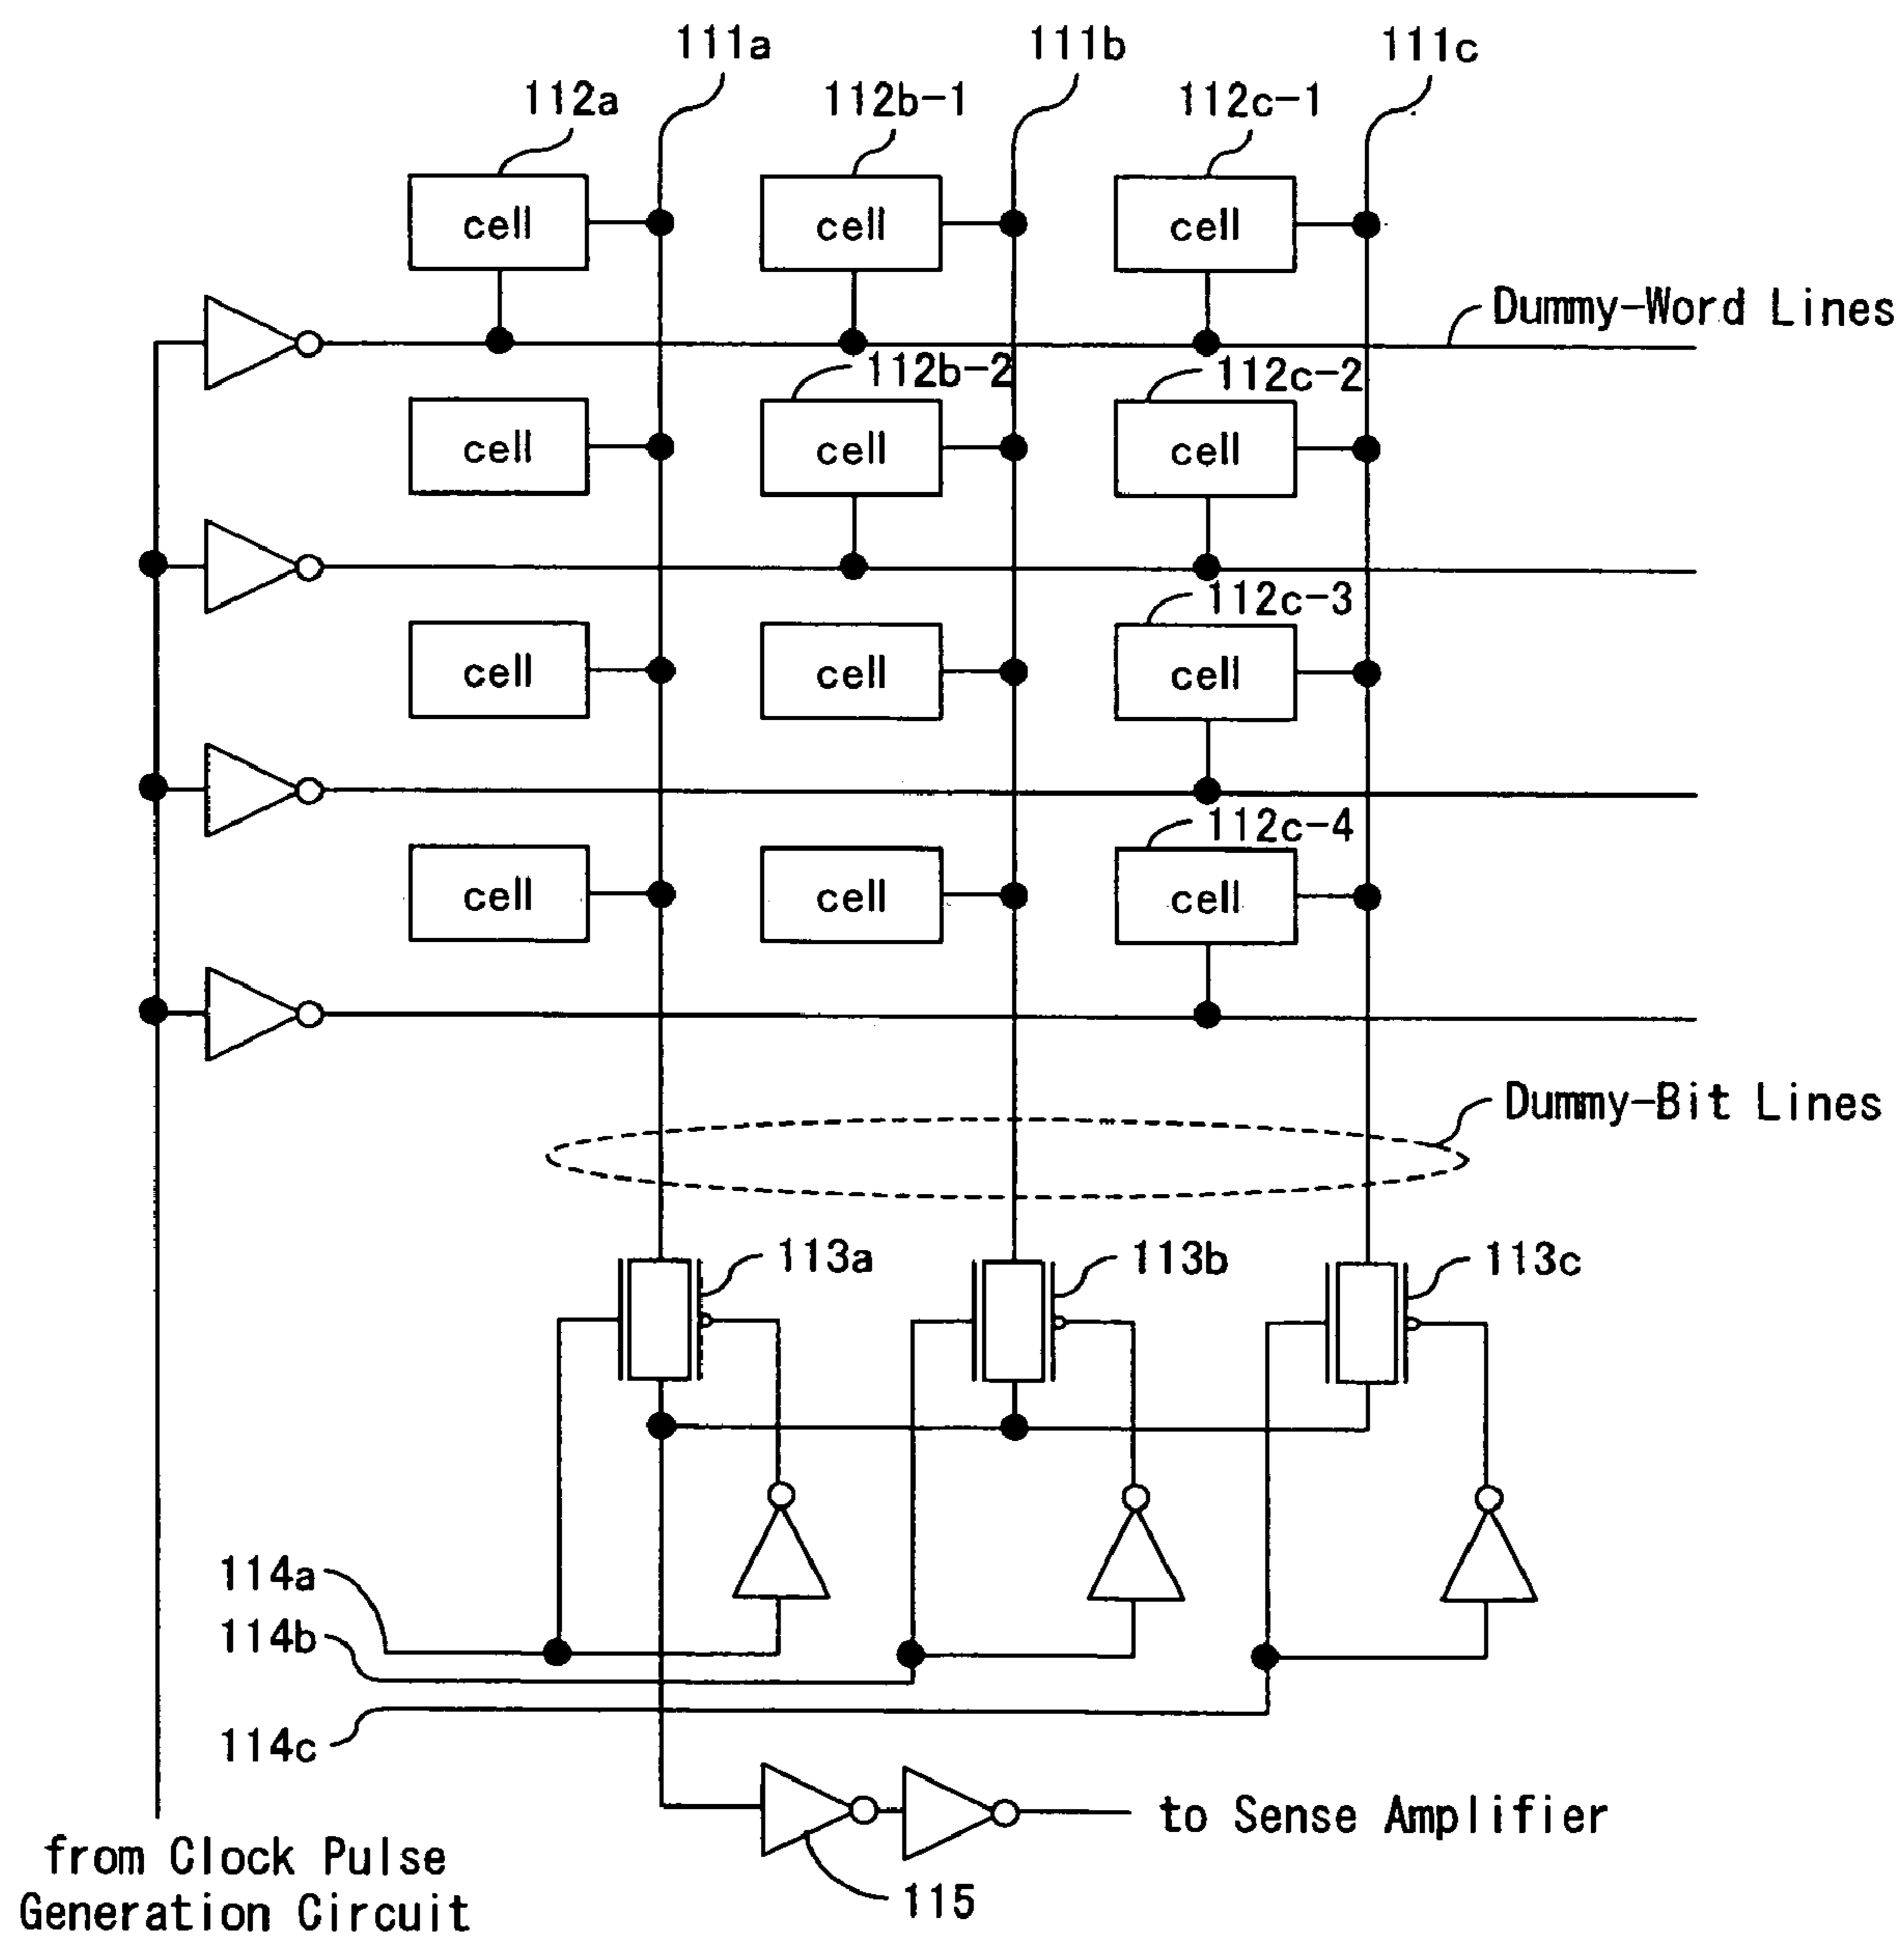 111a
111b
111c
112a
112b-1
112c-1
cell
cell
cell
Dummy-Word Lines
112b-2
112c-2
cell
cell
cell
112c-3
cell
cell
cell
112c-4
cell
cell
cell
Dummy-Bit Lines
113a
113b
113c
114a
114b
114c
to Sense Amplifier
from Clock Pulse
Generation Circuit
115